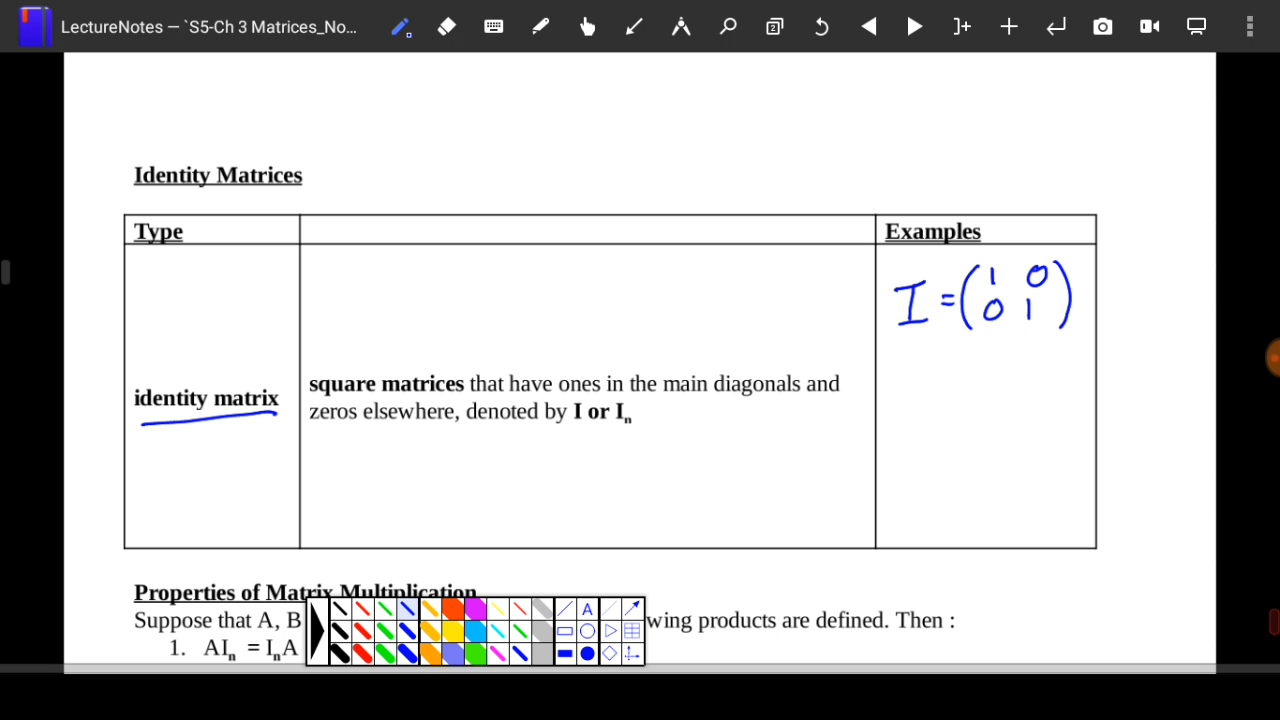 LectureNotes — `S5-Ch 3 Matrices_No...
Identity Matrices
Type
Examples
I = (1 0
0 1)
identity matrix
square matrices that have ones in the main diagonals and
zeros elsewhere, denoted by I or Iₙ
Properties of Matrix Multiplication
Suppose that A, B wing products are defined. Then :
1. AIₙ = IₙA